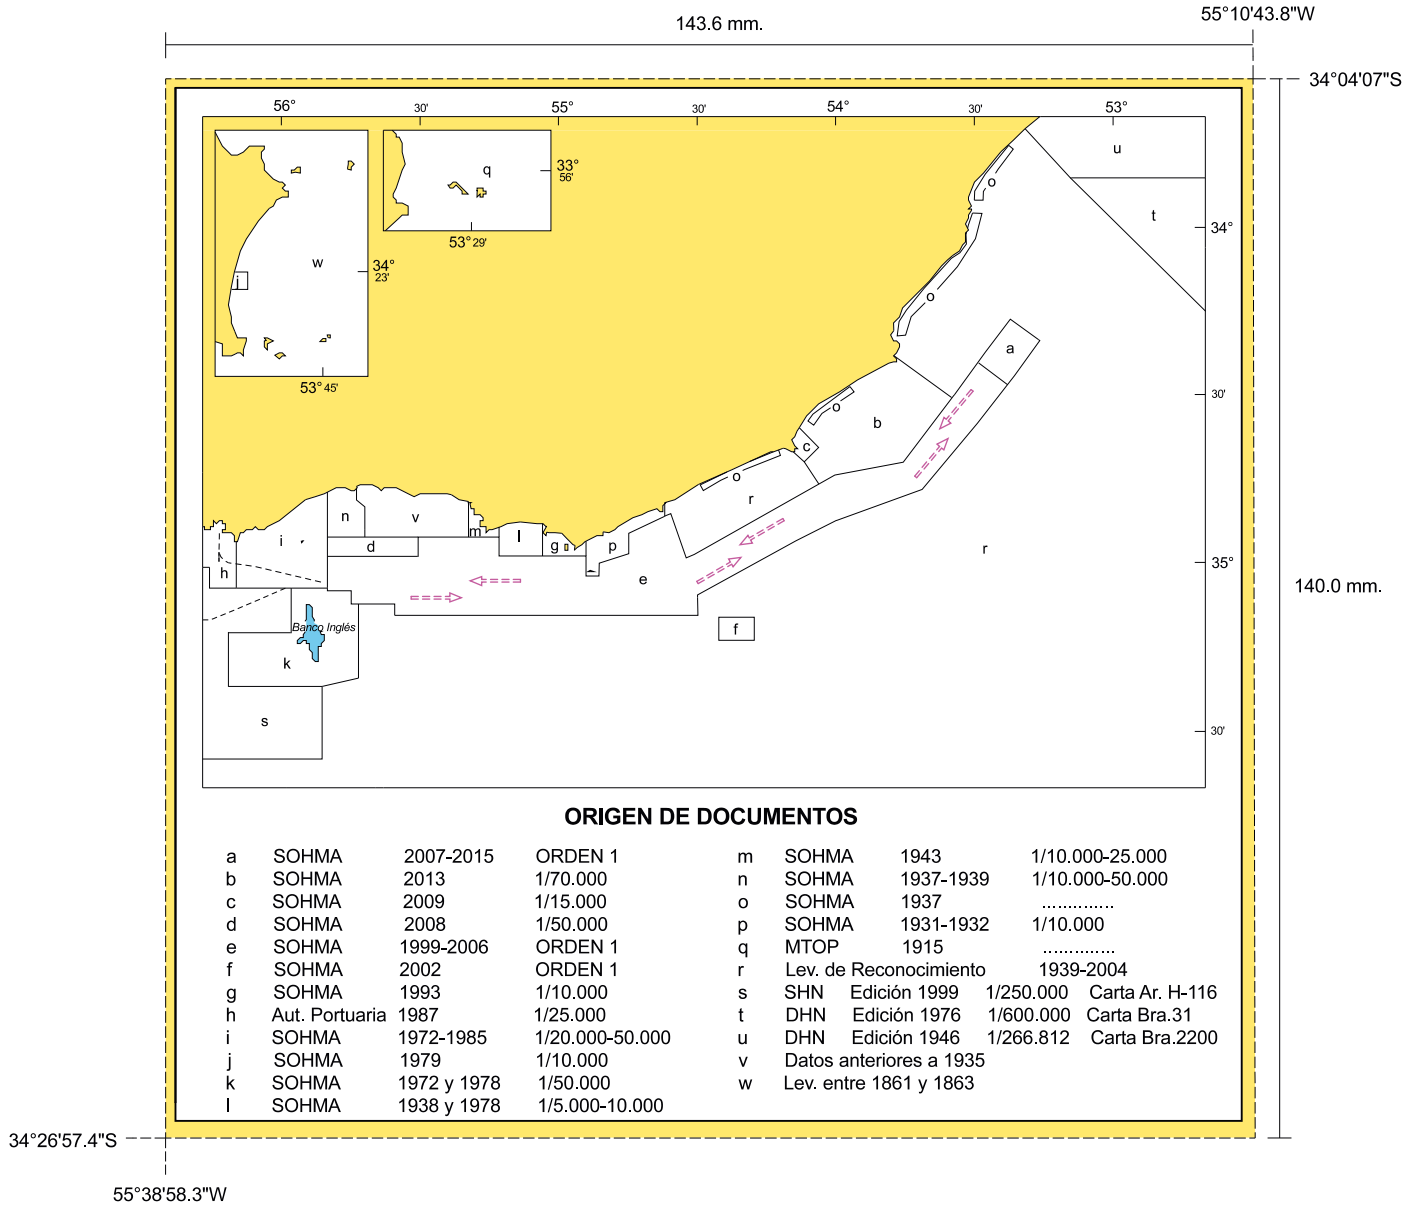 143.6 mm.
55°10'43.8"W
34°04'07"S
56°
30'
55°
30'
54°
30'
53°
u
q
33°
56'
o
t
53° 29'
34°
w
34°
23'
j
o
a
53° 45'
30'
o
b
c
o
r
n
v
m
l
g
p
i
d
h
e
r
35°
140.0 mm.
Banco Inglés
f
k
s
30'
ORIGEN DE DOCUMENTOS
a SOHMA 2007-2015 ORDEN 1
b SOHMA 2013 1/70.000
c SOHMA 2009 1/15.000
d SOHMA 2008 1/50.000
e SOHMA 1999-2006 ORDEN 1
f SOHMA 2002 ORDEN 1
g SOHMA 1993 1/10.000
h Aut. Portuaria 1987 1/25.000
i SOHMA 1972-1985 1/20.000-50.000
j SOHMA 1979 1/10.000
k SOHMA 1972 y 1978 1/50.000
l SOHMA 1938 y 1978 1/5.000-10.000
m SOHMA 1943 1/10.000-25.000
n SOHMA 1937-1939 1/10.000-50.000
o SOHMA 1937 .............
p SOHMA 1931-1932 1/10.000
q MTOP 1915 .............
r Lev. de Reconocimiento 1939-2004
s SHN Edición 1999 1/250.000 Carta Ar. H-116
t DHN Edición 1976 1/600.000 Carta Bra.31
u DHN Edición 1946 1/266.812 Carta Bra.2200
v Datos anteriores a 1935
w Lev. entre 1861 y 1863
34°26'57.4"S
55°38'58.3"W